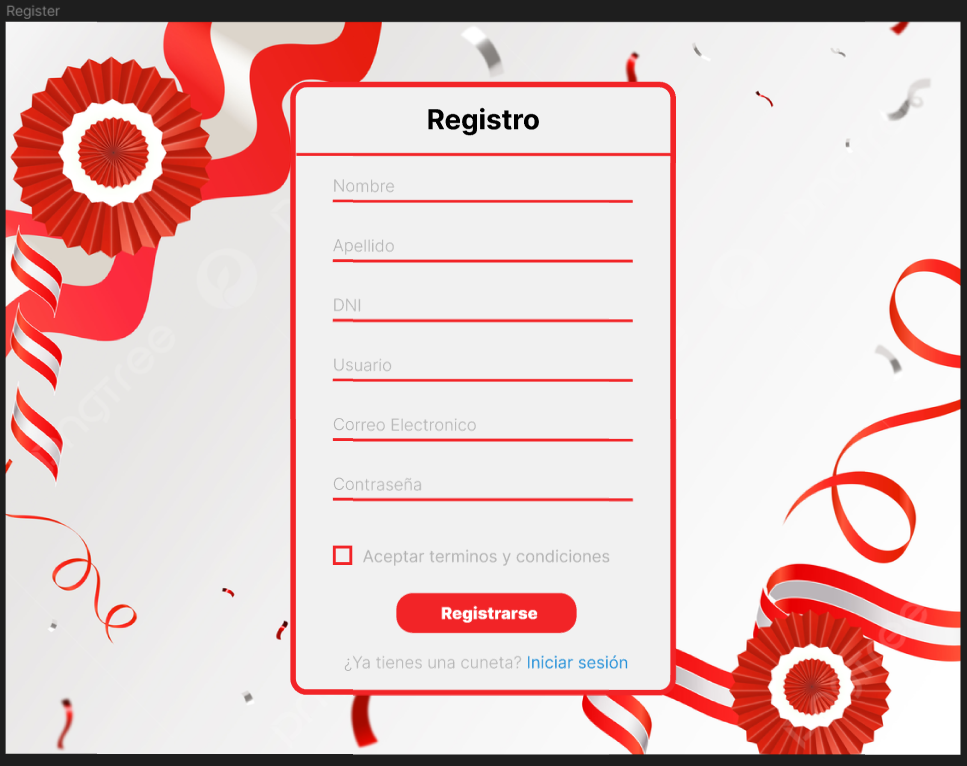 Register
Registro
Nombre
Apellido
DNI
Usuario
Correo Electronico
Contraseña
Aceptar terminos y condiciones
Registrarse
¿Ya tienes una cuneta? Iniciar sesión